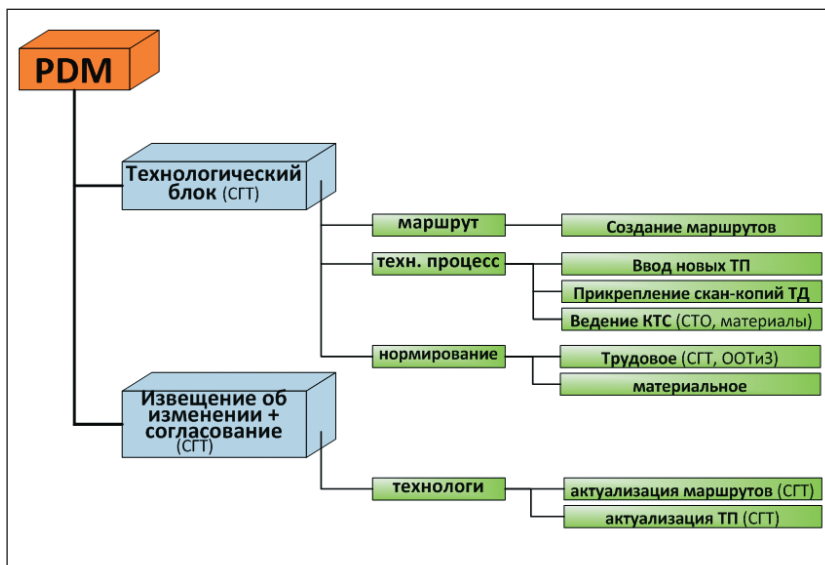 PDM
Технологический
блок (СГТ)
маршрут
Создание маршрутов
техн. процесс
Ввод новых ТП
Прикрепление скан-копий ТД
Ведение КТС (СТО, материалы)
нормирование
Трудовое (СГТ, ООТиЗ)
материальное
Извещение об
изменении +
согласование
(СГТ)
технологи
актуализация маршрутов (СГТ)
актуализация ТП (СГТ)